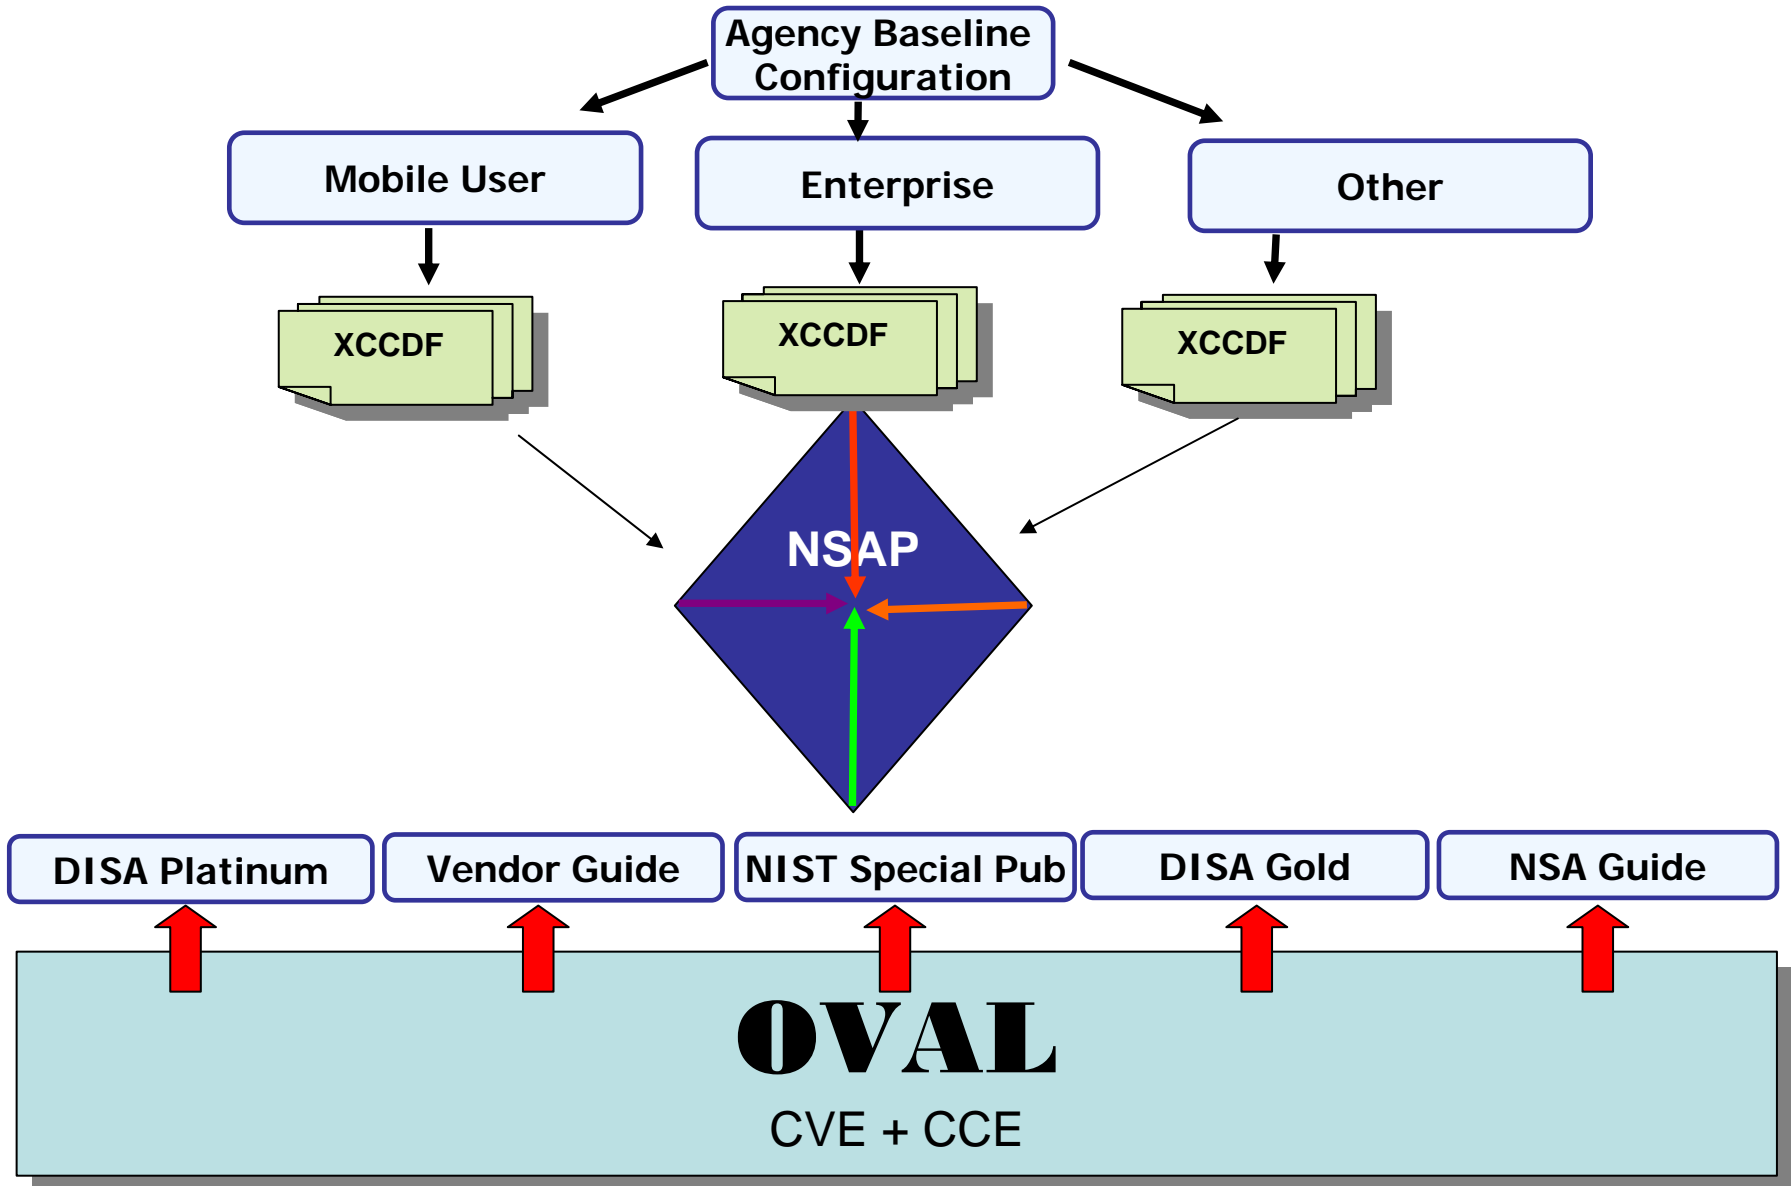 Agency Baseline
Configuration
Mobile User
Enterprise
Other
XCCDF
XCCDF
XCCDF
NSAP
DISA Platinum
Vendor Guide
NIST Special Pub
DISA Gold
NSA Guide
OVAL
CVE + CCE